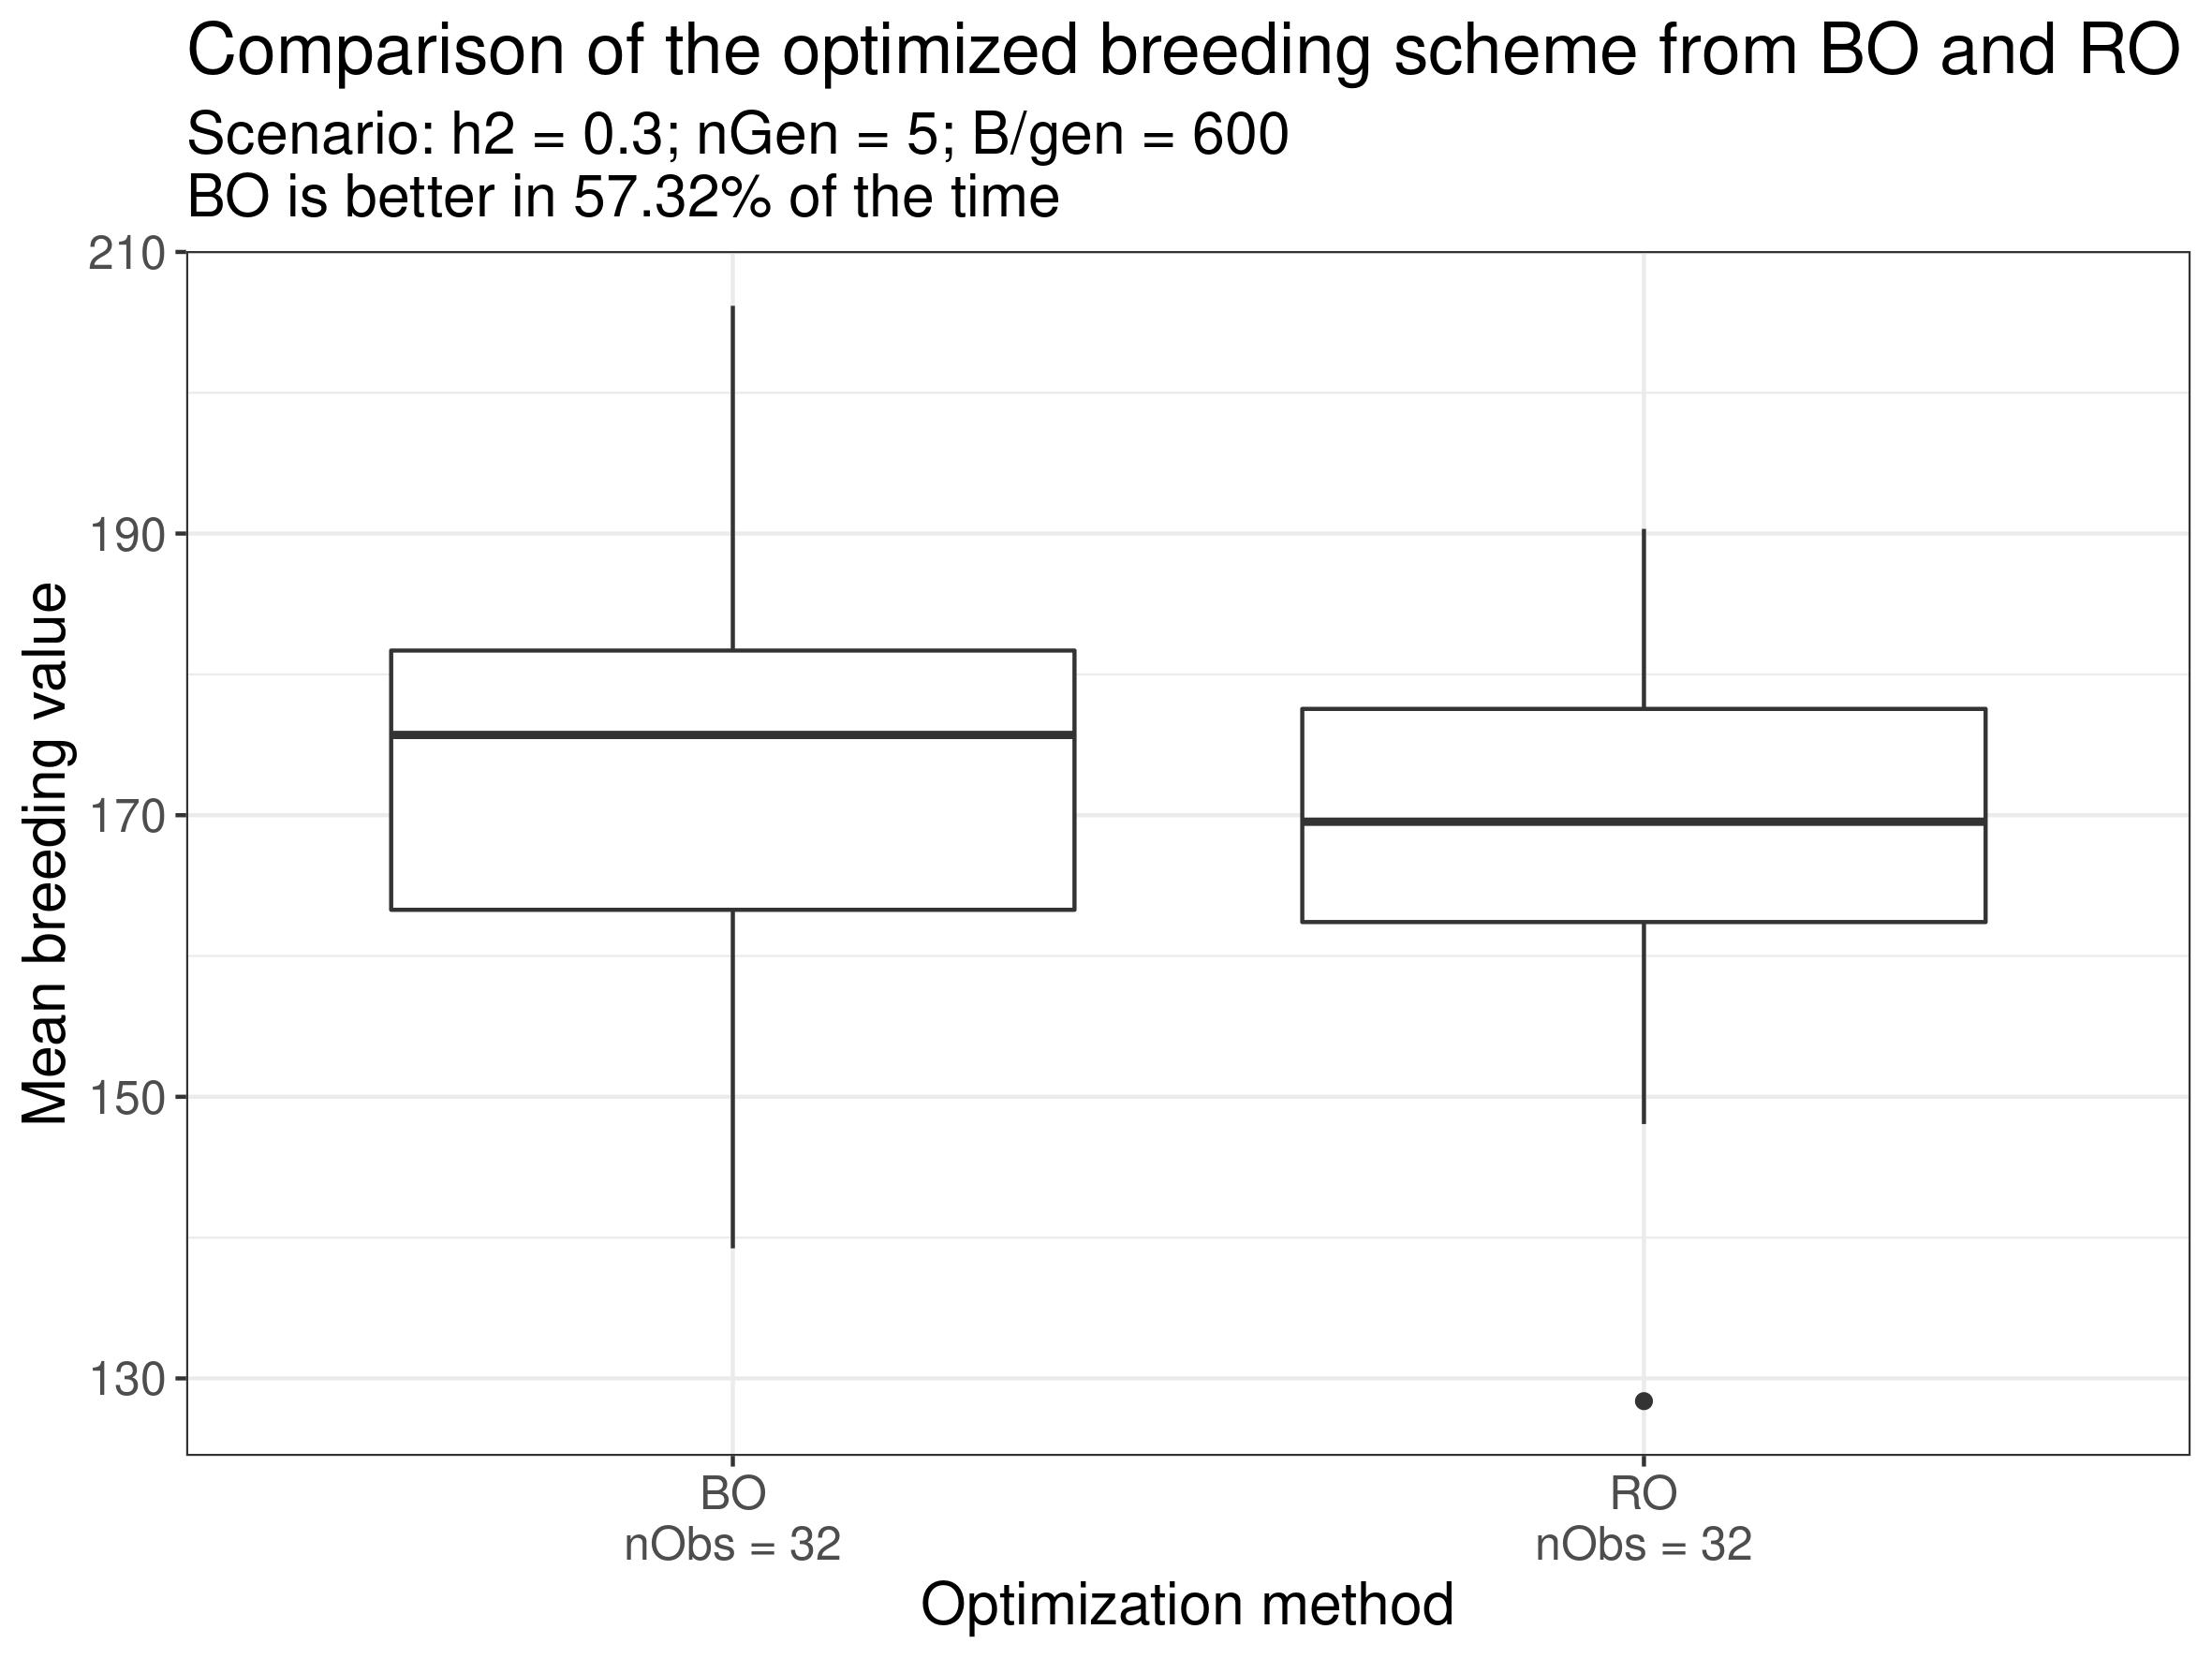 Comparison of the optimized breeding scheme from BO and RO
Scenario: h2 = 0.3; nGen = 5; B/gen = 600
BO is better in 57.32% of the time
210
190
170
150
130
Mean breeding value
BO
nObs = 32
RO
nObs = 32
Optimization method